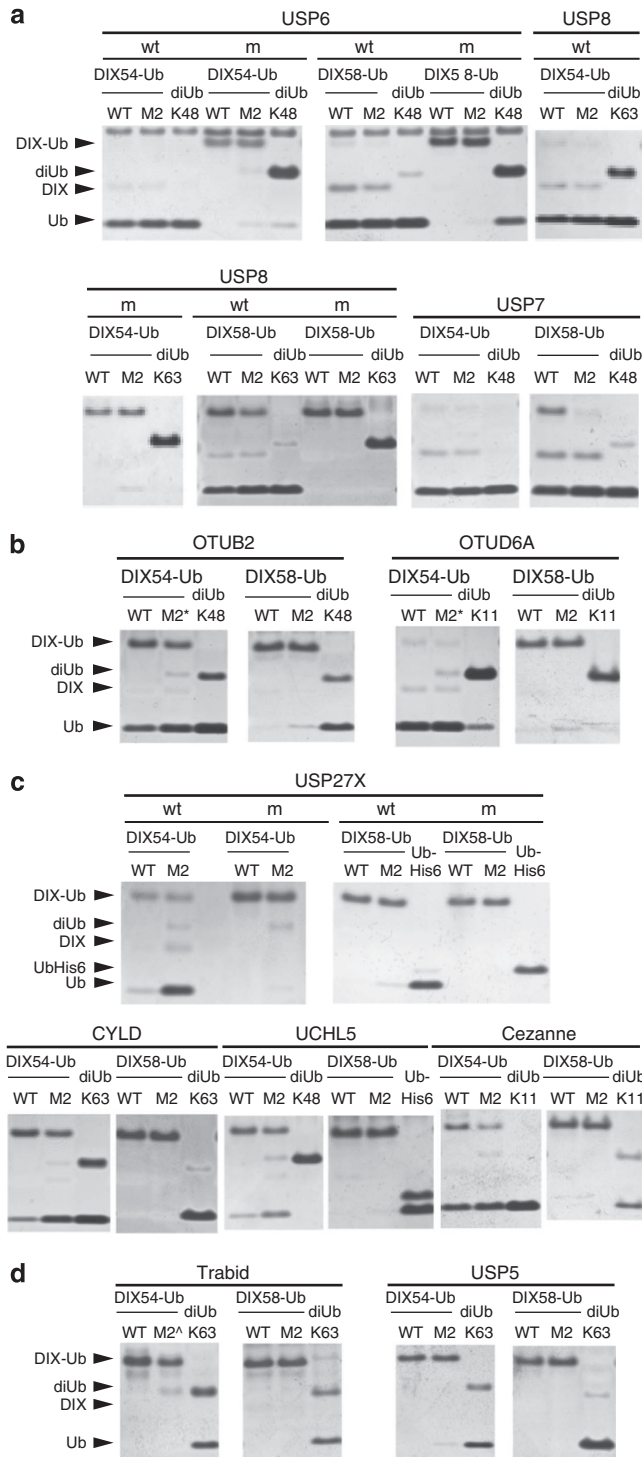 a
USP6 USP8
wt m wt m wt
DIX54-Ub diUb DIX54-Ub diUb DIX58-Ub diUb DIX5 8-Ub diUb DIX54-Ub diUb
WT M2 K48 WT M2 K48 WT M2 K48 WT M2 K48 WT M2 K63
DIX-Ub
diUb
DIX
Ub
USP8 USP7
m wt m
DIX54-Ub diUb DIX58-Ub diUb DIX58-Ub diUb DIX54-Ub diUb DIX58-Ub diUb
WT M2 K63 WT M2 K63 WT M2 K63 WT M2 K48 WT M2 K48
b
OTUB2 OTUD6A
DIX54-Ub diUb DIX58-Ub diUb DIX54-Ub diUb DIX58-Ub diUb
WT M2* K48 WT M2 K48 WT M2* K11 WT M2 K11
DIX-Ub
diUb
DIX
Ub
c
USP27X
wt m wt m
DIX54-Ub DIX54-Ub DIX58-Ub Ub- DIX58-Ub Ub-
WT M2 WT M2 WT M2 His6 WT M2 His6
DIX-Ub
diUb
DIX
UbHis6
Ub
CYLD UCHL5 Cezanne
DIX54-Ub diUb DIX58-Ub diUb DIX54-Ub diUb DIX58-Ub Ub- DIX54-Ub diUb DIX58-Ub diUb
WT M2 K63 WT M2 K63 WT M2 K48 WT M2 His6 WT M2 K11 WT M2 K11
d
Trabid USP5
DIX54-Ub diUb DIX58-Ub diUb DIX54-Ub diUb DIX58-Ub diUb
WT M2^ K63 WT M2 K63 WT M2 K63 WT M2 K63
DIX-Ub
diUb
DIX
Ub